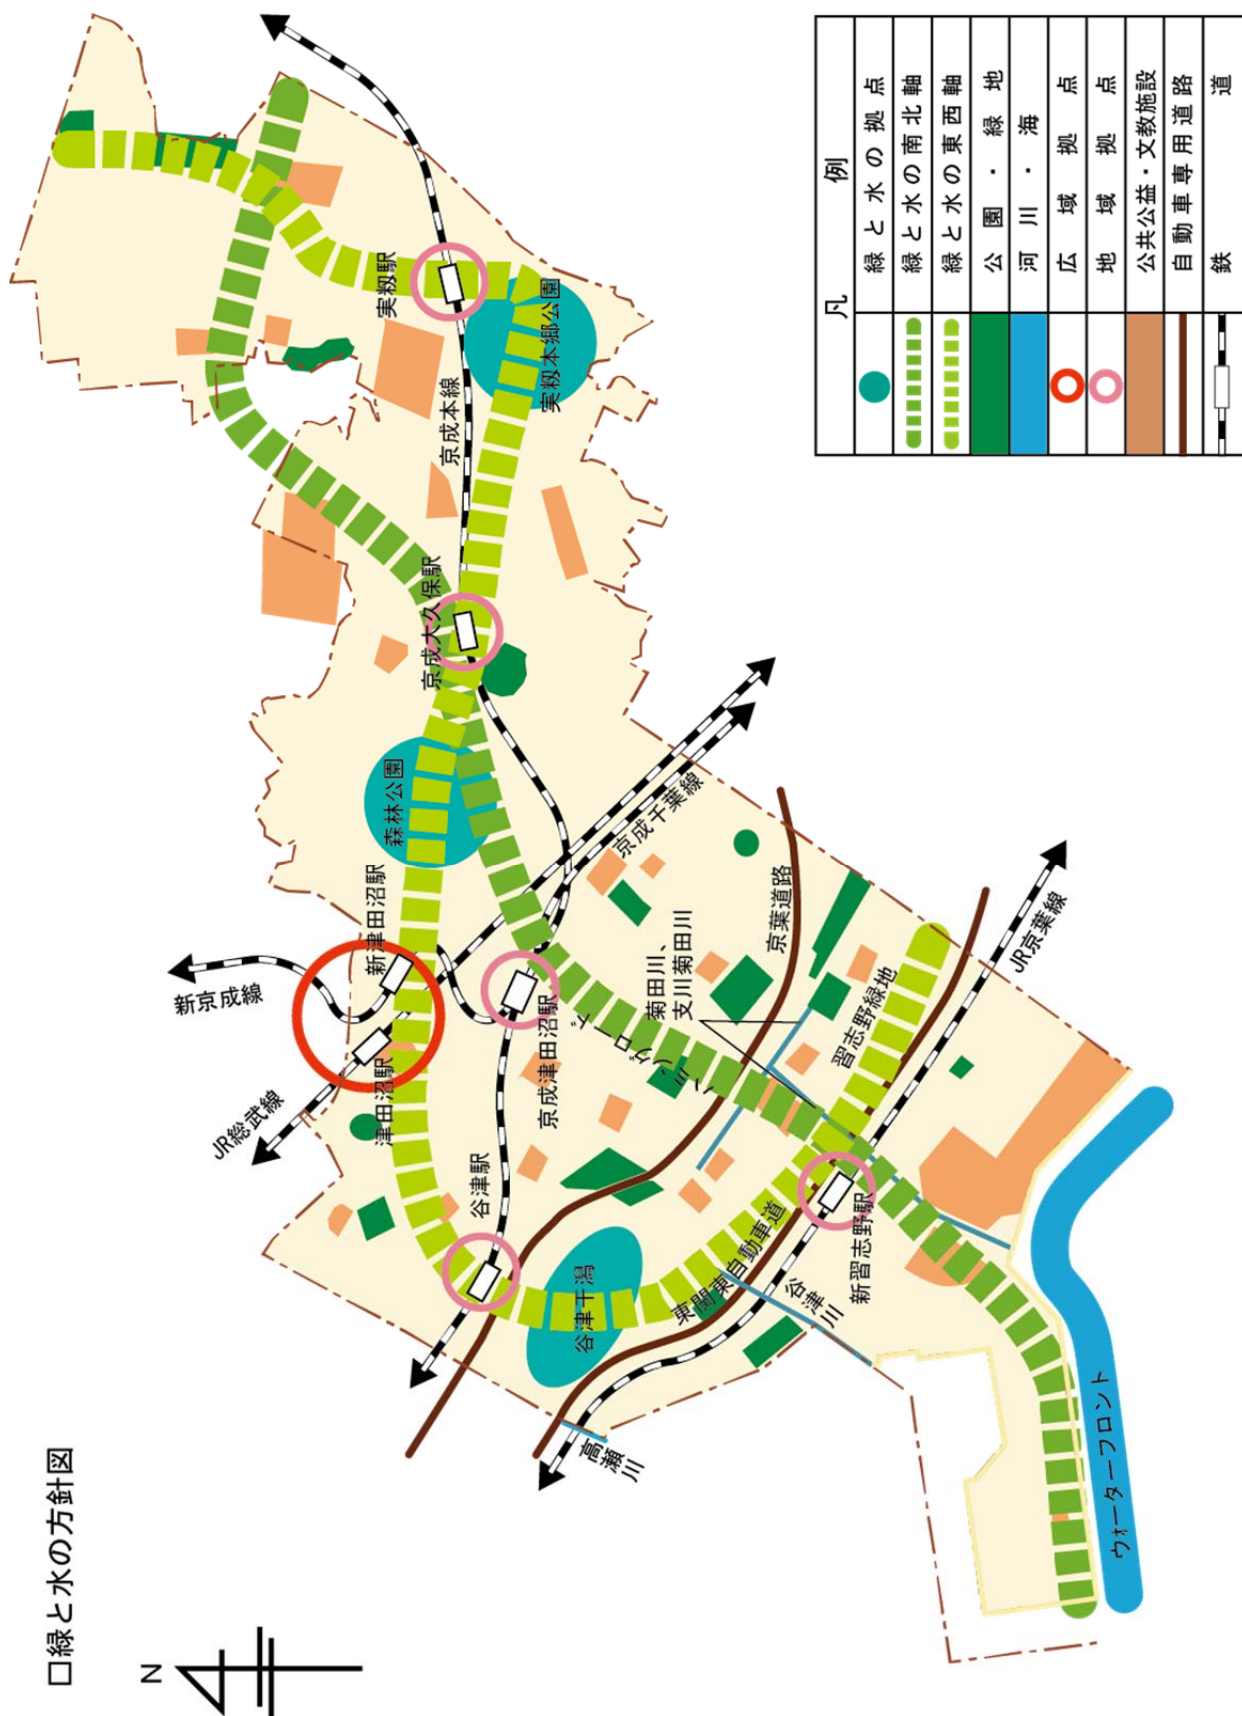 □緑と水の方針図
N
凡例
緑と水の拠点
緑と水の南北軸
緑と水の東西軸
公園・緑地
河川・海
広域拠点
地域拠点
公共公益・文教施設
自動車専用道路
鉄道
実籾駅
実籾本郷公園
京成本線
京成大久保駅
森林公園
新津田沼駅
新京成線
津田沼駅
JR総武線
京成津田沼駅
京成千葉線
ハミングロード
谷津駅
京葉道路
菊田川、
支川菊田川
習志野緑地
JR京葉線
新習志野駅
東関東自動車道
谷津干潟
谷津川
高瀬川
ウォーターフロント